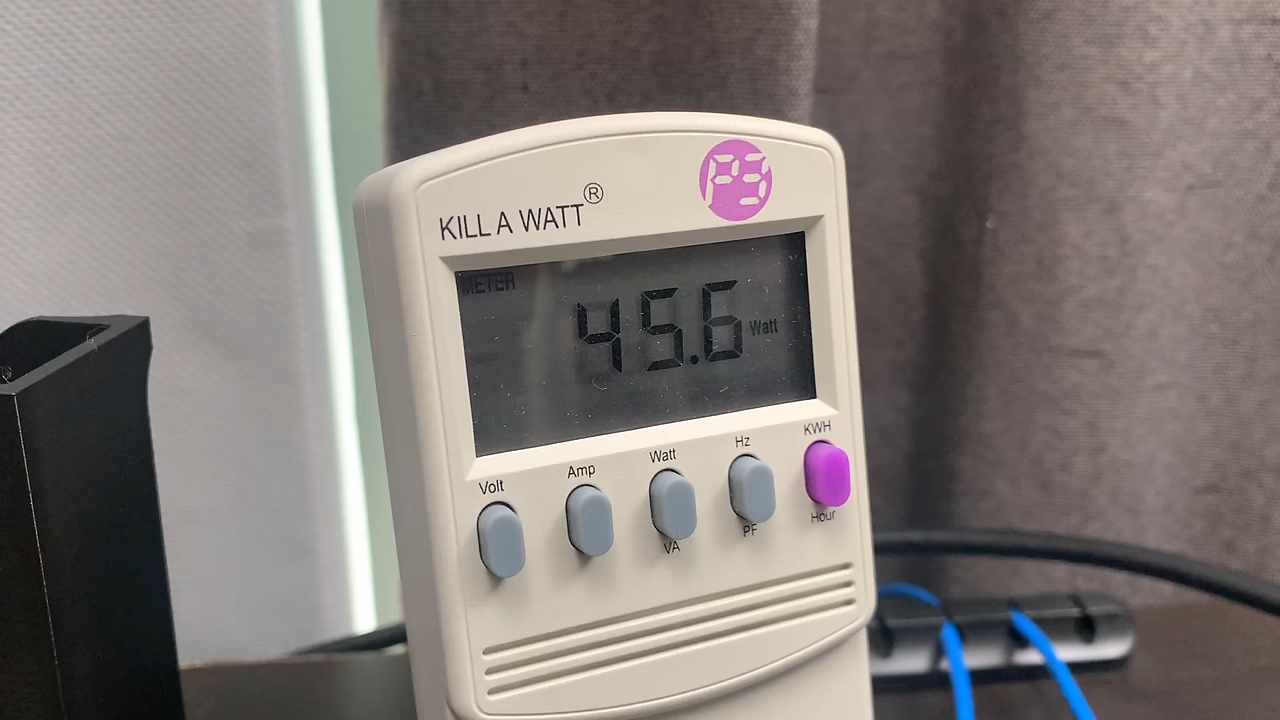 KILL A WATT®
P3
METER
45.6 Watt
Volt
Amp
Watt
Hz
KWH
VA
PF
Hour